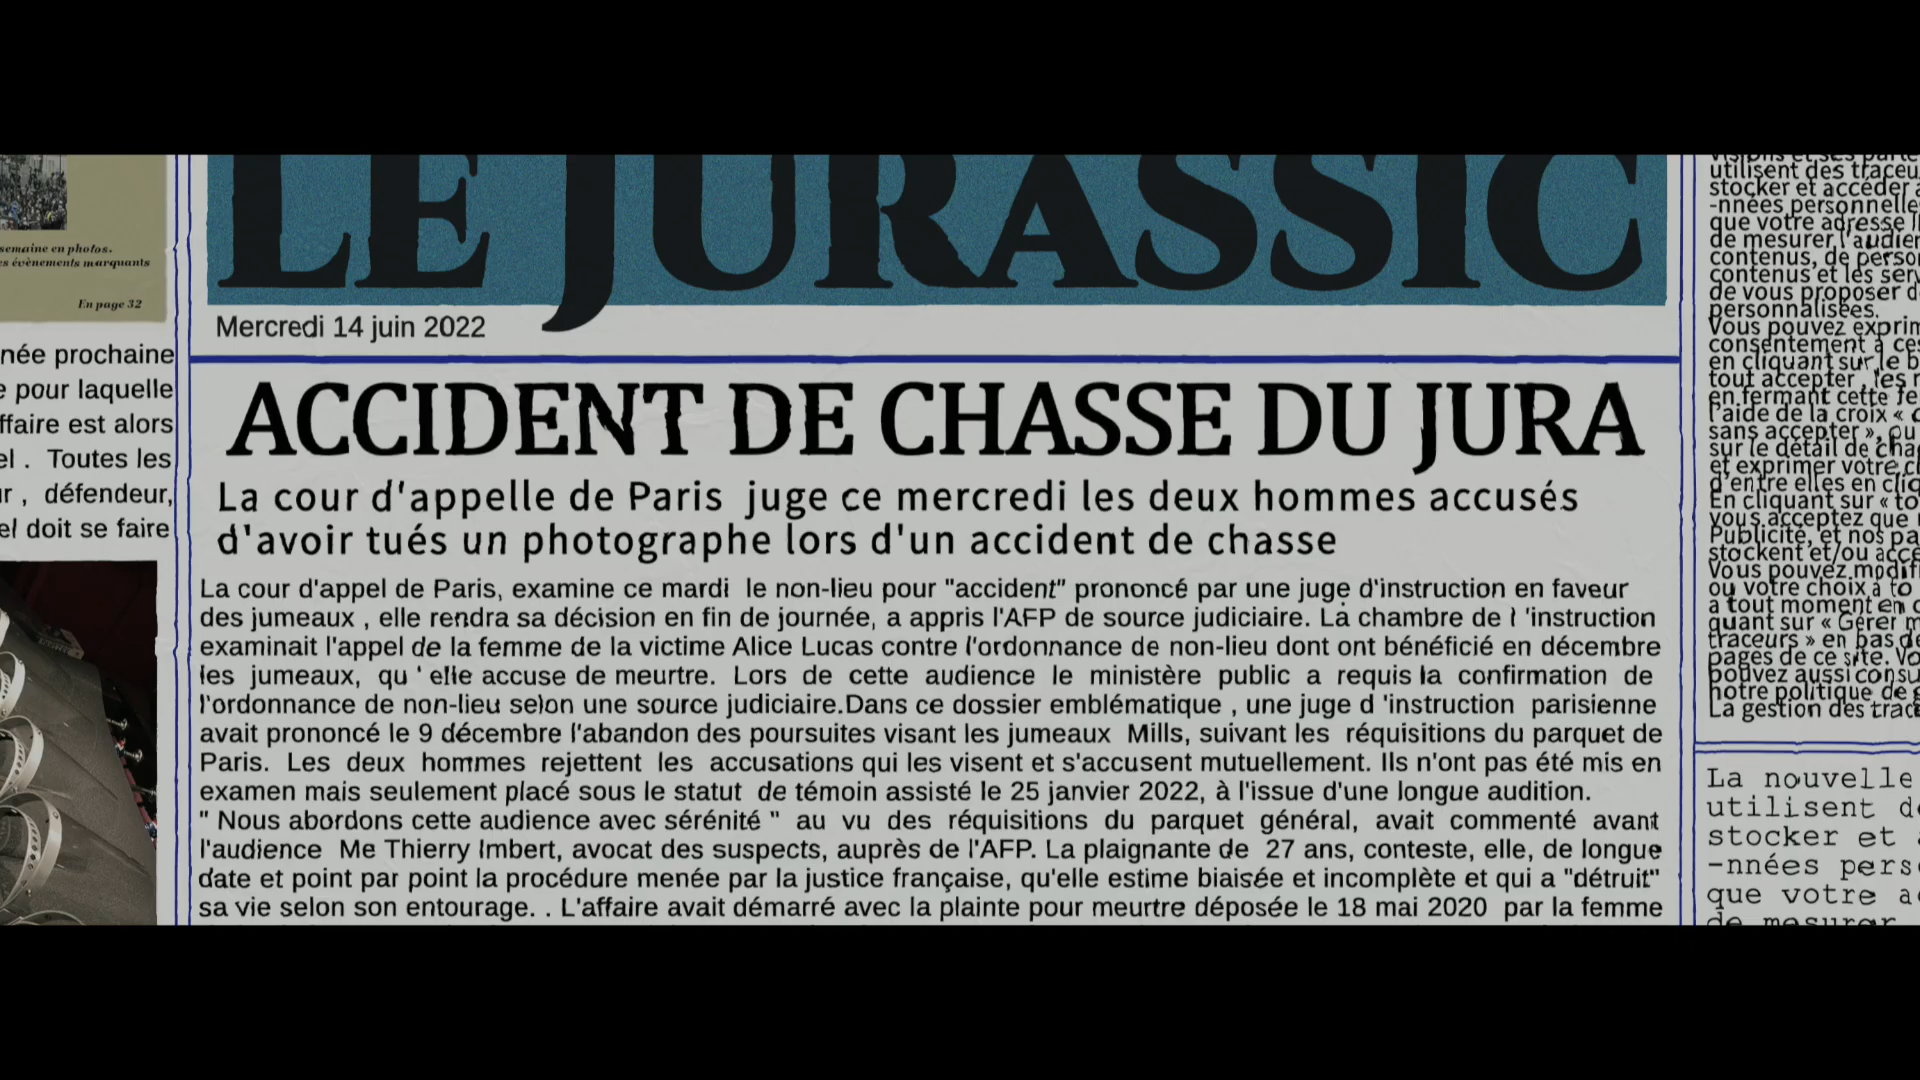 semaine en photos.
évènements marquants
En page 32
née prochaine
pour laquelle
ffaire est alors
el . Toutes les
ur , défendeur,
el doit se faire
LE JURASSIC
Mercredi 14 juin 2022
ACCIDENT DE CHASSE DU JURA
La cour d'appelle de Paris juge ce mercredi les deux hommes accusés
d'avoir tués un photographe lors d'un accident de chasse
La cour d'appel de Paris, examine ce mardi le non-lieu pour "accident" prononcé par une juge d'instruction en faveur
des jumeaux , elle rendra sa décision en fin de journée, a appris l'AFP de source judiciaire. La chambre de l 'instruction
examinait l'appel de la femme de la victime Alice Lucas contre l'ordonnance de non-lieu dont ont bénéficié en décembre
les jumeaux, qu ' elle accuse de meurtre. Lors de cette audience le ministère public a requis la confirmation de
l'ordonnance de non-lieu selon une source judiciaire.Dans ce dossier emblématique , une juge d 'instruction parisienne
avait prononcé le 9 décembre l'abandon des poursuites visant les jumeaux Mills, suivant les réquisitions du parquet de
Paris. Les deux hommes rejettent les accusations qui les visent et s'accusent mutuellement. Ils n'ont pas été mis en
examen mais seulement placé sous le statut de témoin assisté le 25 janvier 2022, à l'issue d'une longue audition.
" Nous abordons cette audience avec sérénité " au vu des réquisitions du parquet général, avait commenté avant
l'audience Me Thierry Imbert, avocat des suspects, auprès de l'AFP. La plaignante de 27 ans, conteste, elle, de longue
date et point par point la procédure menée par la justice française, qu'elle estime biaisée et incomplète et qui a "détruit"
sa vie selon son entourage. . L'affaire avait démarré avec la plainte pour meurtre déposée le 18 mai 2020 par la femme
utilisent des traceu
stocker et accéder a
-nnées personnelle
que votre adresse I
de mesurer l'audien
contenus, de perso
contenus et les serv
de vous proposer d
personnalisées.
Vous pouvez exprim
consentement à ces
en cliquant sur le b
tout accepter , les
en fermant cette fe
l'aide de la croix « c
sans accepter », ou
sur le détail de cha
et exprimer votre c
d'entre elles en cliq
En cliquant sur « to
vous acceptez que
Publicité, et nos pa
stockent et/ou accè
Vous pouvez modif
ou votre choix à to
à tout moment en c
quant sur « Gérer m
traceurs » en bas de
pages de ce site. Vo
pouvez aussi consu
notre politique de g
La gestion des trac
La nouvelle
utilisent de
stocker et a
-nnées pers
que votre a
de mesurer